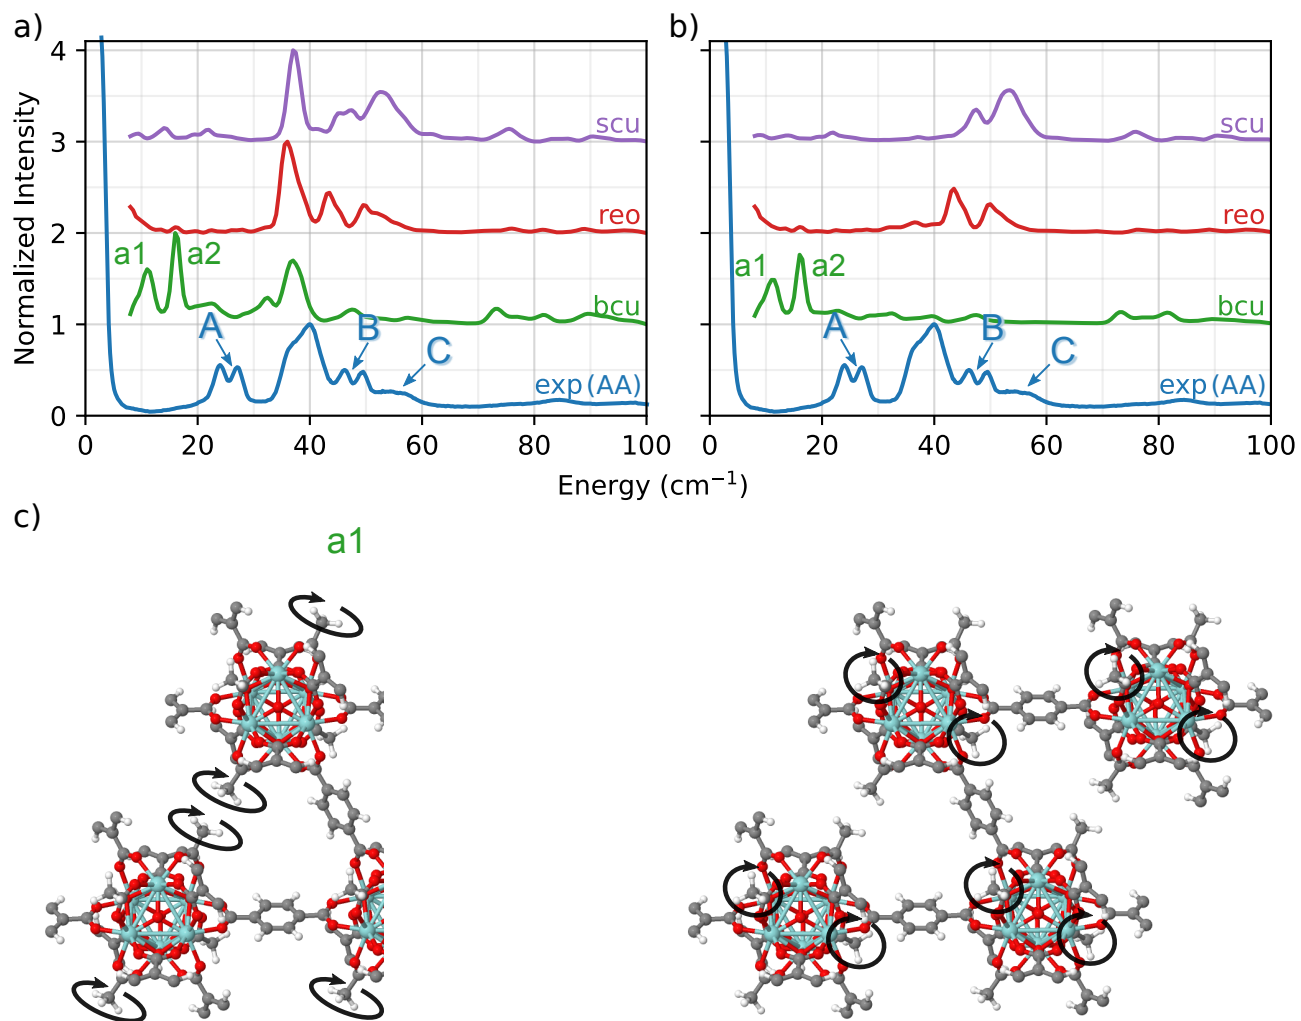 a)
b)
Normalized Intensity
4
3
2
1
0
scu
reo
a1
a2
bcu
A
B
C
exp (AA)
0 20 40 60 80 100
scu
reo
a1
a2
bcu
A
B
C
exp (AA)
0 20 40 60 80 100
Energy (cm⁻¹)
c)
a1